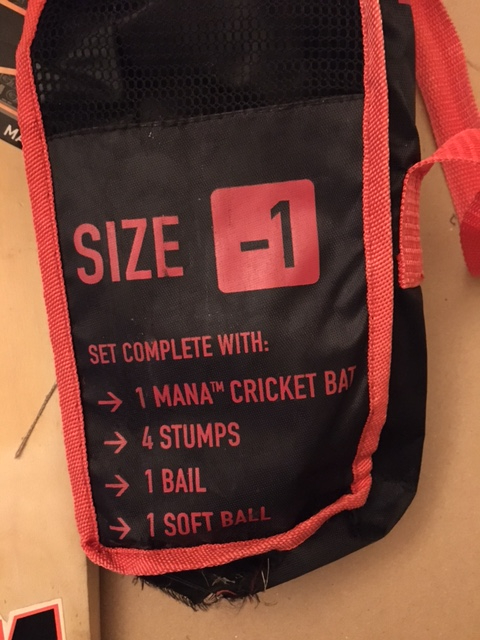 SIZE -1
SET COMPLETE WITH:
→ 1 MANA™ CRICKET BAT
→ 4 STUMPS
→ 1 BAIL
→ 1 SOFT BALL